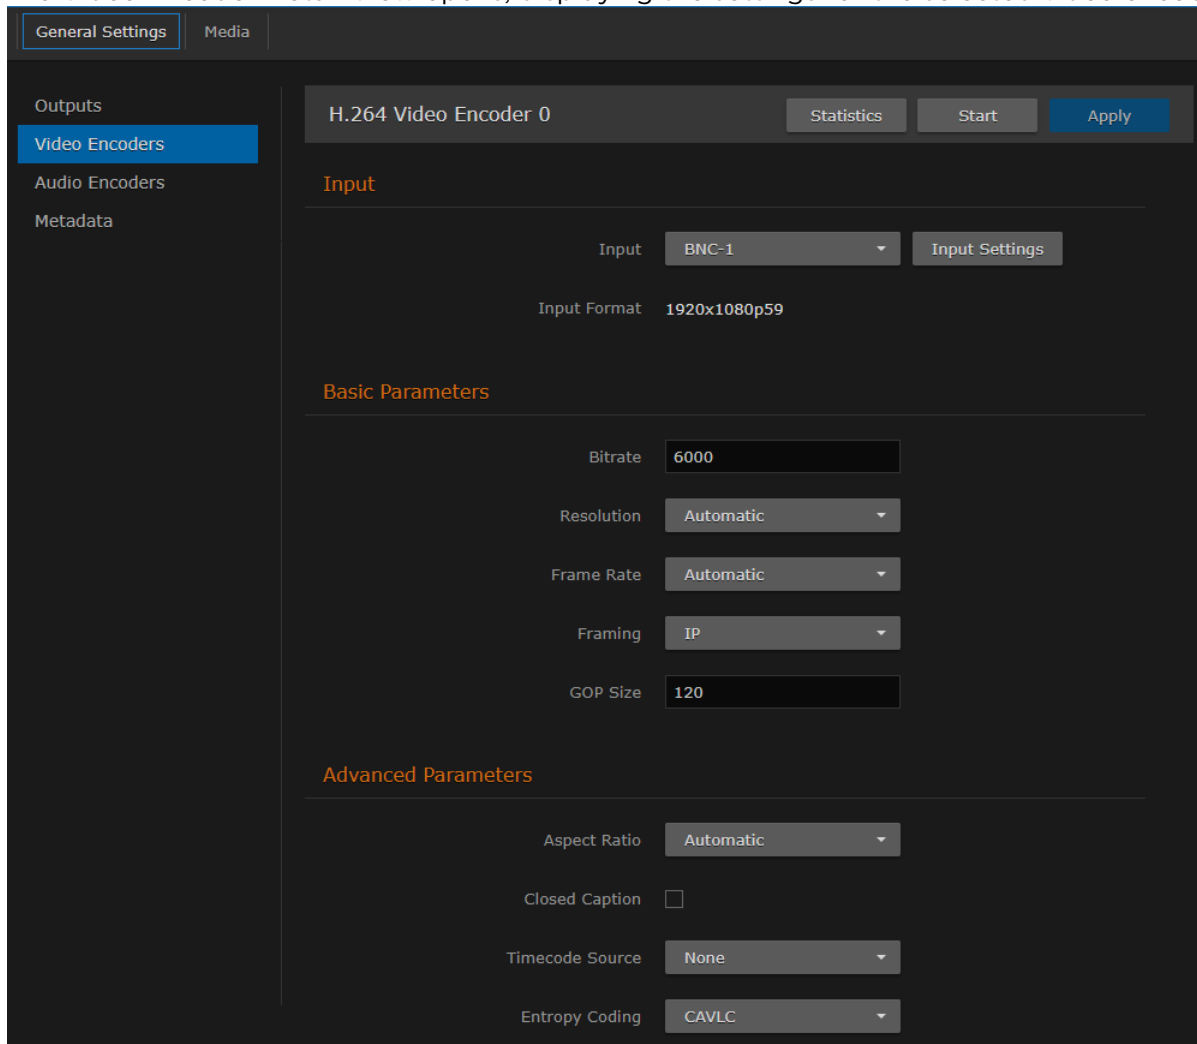 General Settings Media
Outputs
Video Encoders
Audio Encoders
Metadata
H.264 Video Encoder 0 Statistics Start Apply
Input
Input BNC-1 Input Settings
Input Format 1920x1080p59
Basic Parameters
Bitrate 6000
Resolution Automatic
Frame Rate Automatic
Framing IP
GOP Size 120
Advanced Parameters
Aspect Ratio Automatic
Closed Caption
Timecode Source None
Entropy Coding CAVLC